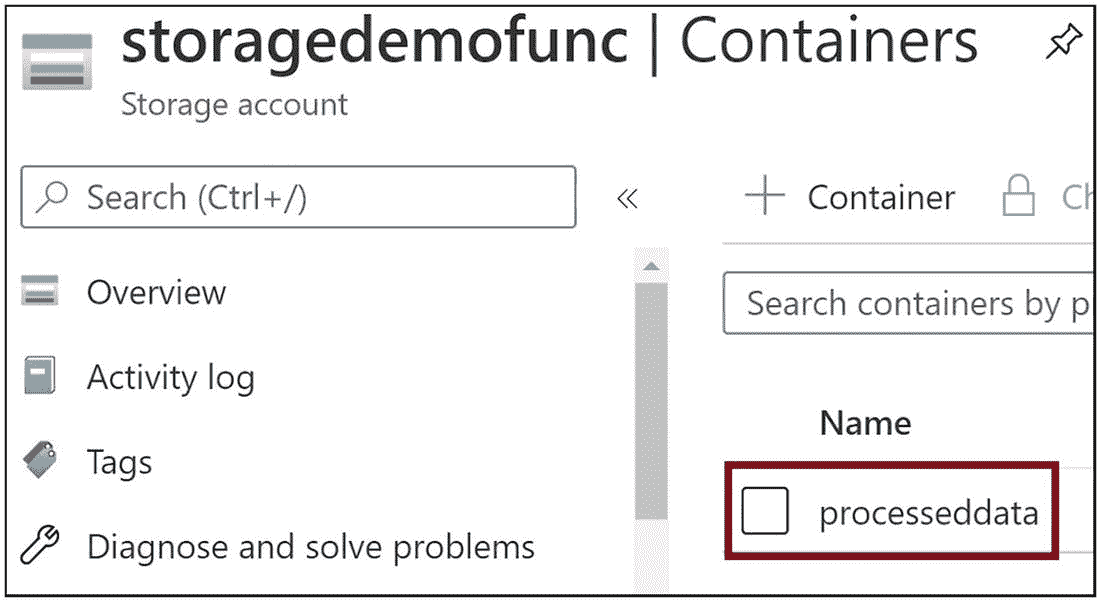 storagedemofunc | Containers
Storage account
Search (Ctrl+/)
«
Container
Search containers by p
Overview
Activity log
Tags
Diagnose and solve problems
Name
processeddata